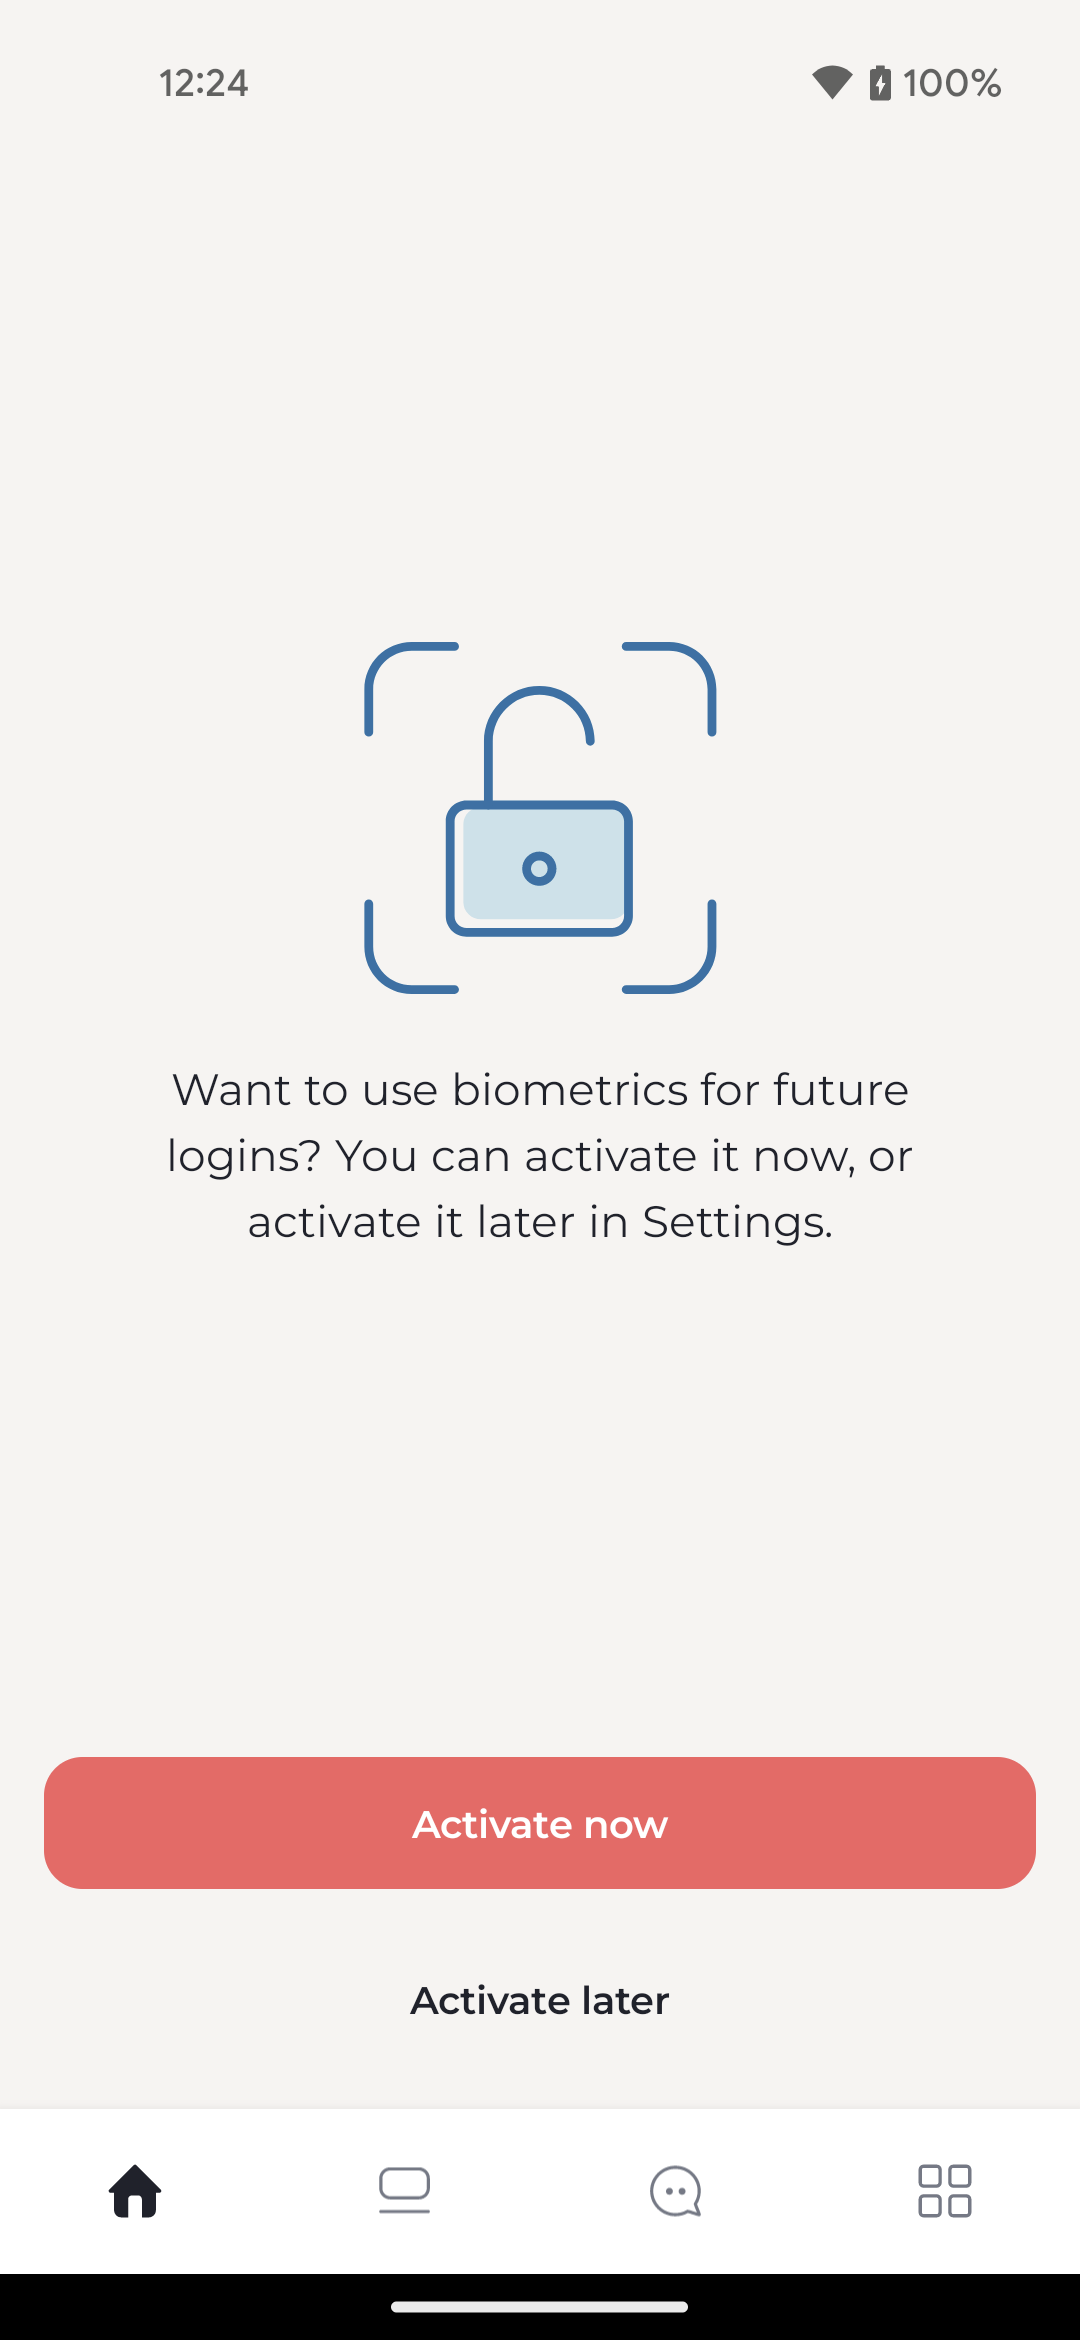 12:24
100%
Want to use biometrics for future
logins? You can activate it now, or
activate it later in Settings.
Activate now
Activate later